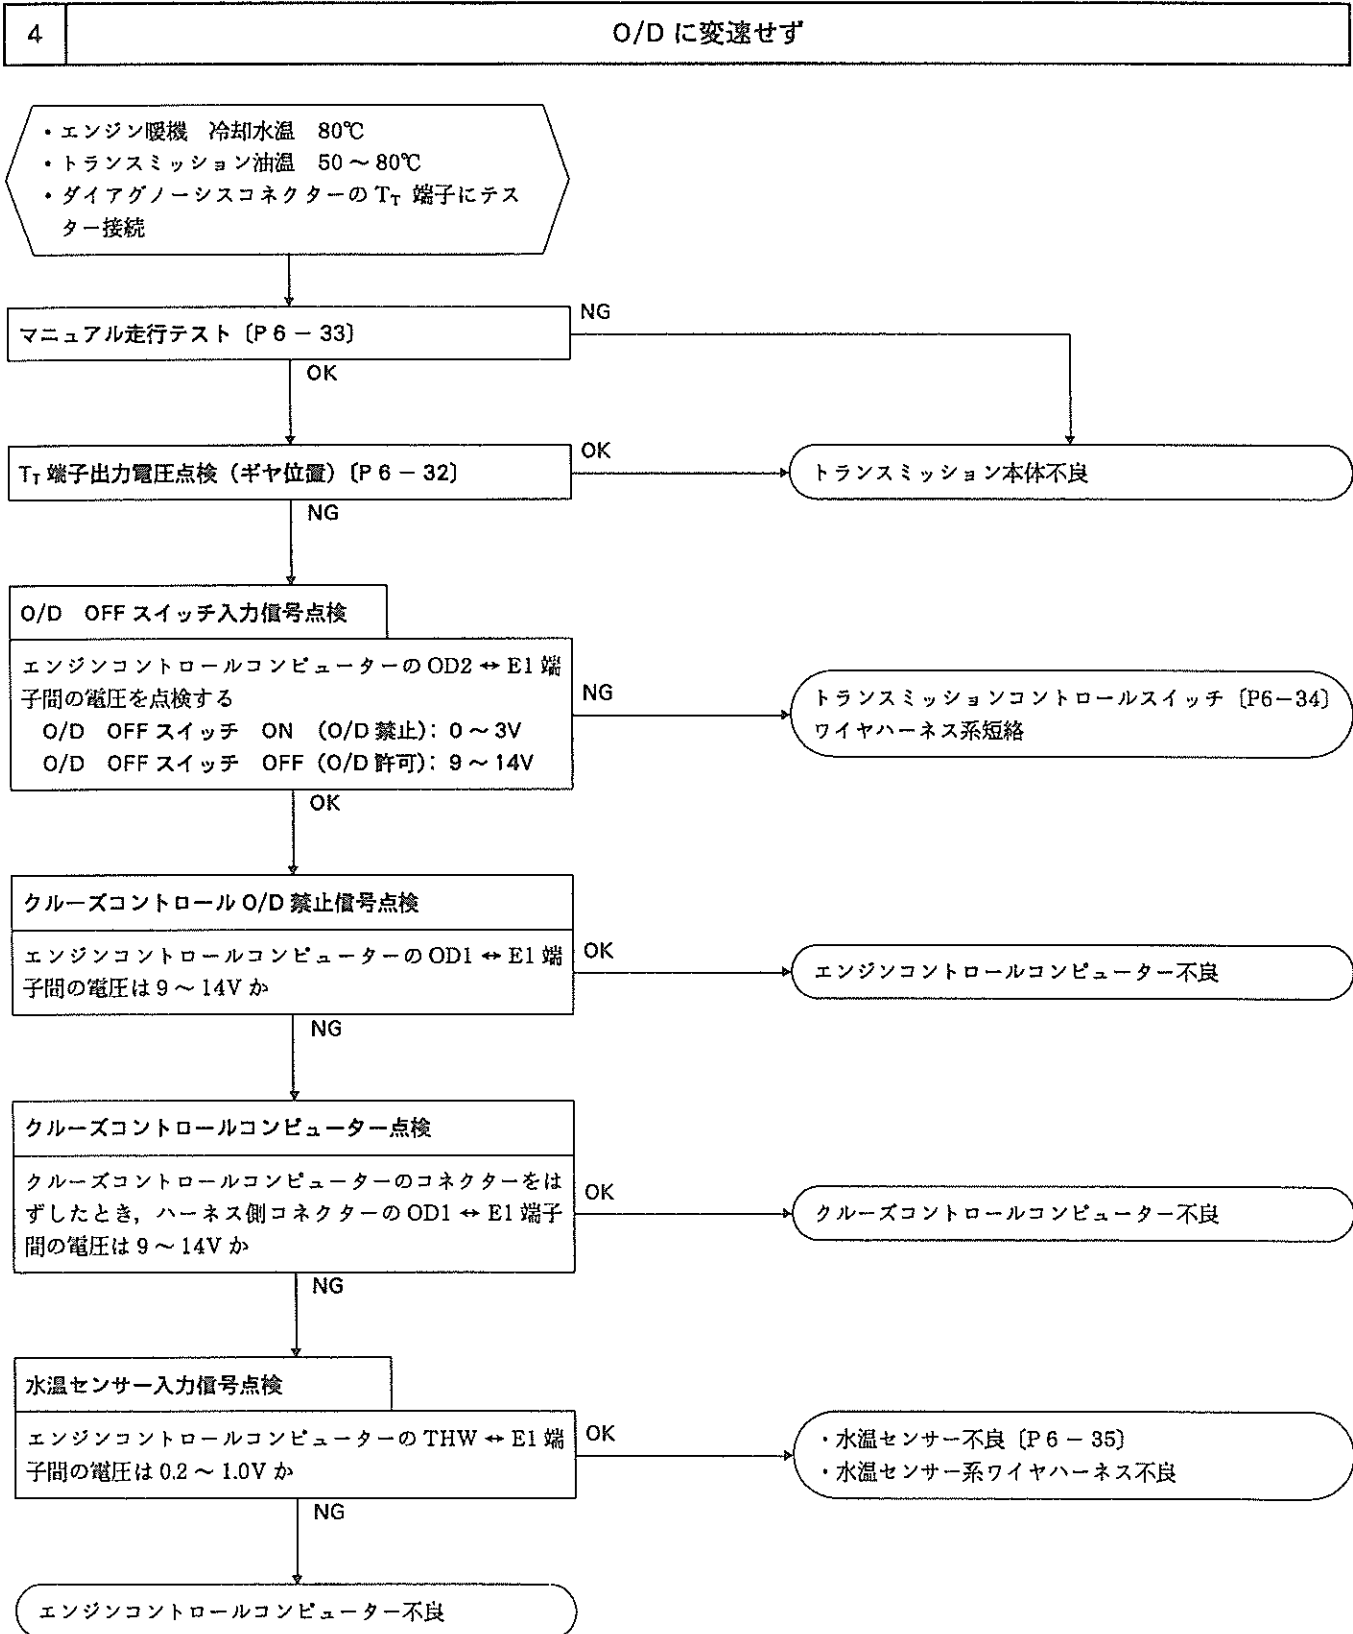 4
O/D に変速せず
・エンジン暖機　冷却水温　80℃
・トランスミッション油温　50～80℃
・ダイアグノーシスコネクターの TT 端子にテス
ター接続
マニュアル走行テスト〔P 6 － 33〕
NG
OK
TT 端子出力電圧点検（ギヤ位置）〔P 6 － 32〕
OK
トランスミッション本体不良
NG
O/D　OFF スイッチ入力信号点検
エンジンコントロールコンピューターの OD2 ↔ E1 端
子間の電圧を点検する
O/D　OFF スイッチ　ON　(O/D 禁止)：0～3V
O/D　OFF スイッチ　OFF (O/D 許可)：9～14V
NG
トランスミッションコントロールスイッチ〔P6－34〕
ワイヤハーネス系短絡
OK
クルーズコントロール O/D 禁止信号点検
エンジンコントロールコンピューターの OD1 ↔ E1 端
子間の電圧は 9～14V か
OK
エンジンコントロールコンピューター不良
NG
クルーズコントロールコンピューター点検
クルーズコントロールコンピューターのコネクターをは
ずしたとき，ハーネス側コネクターの OD1 ↔ E1 端子
間の電圧は 9～14V か
OK
クルーズコントロールコンピューター不良
NG
水温センサー入力信号点検
エンジンコントロールコンピューターの THW ↔ E1 端
子間の電圧は 0.2～1.0V か
OK
・水温センサー不良〔P 6 － 35〕
・水温センサー系ワイヤハーネス不良
NG
エンジンコントロールコンピューター不良